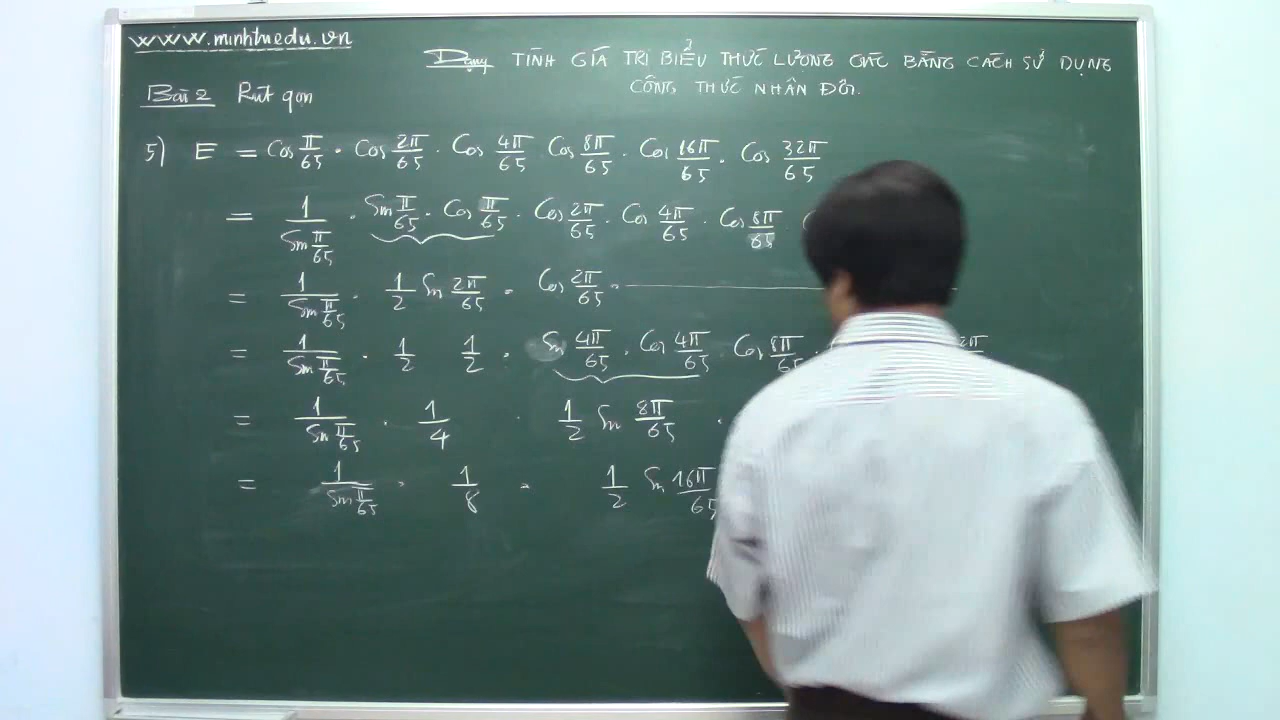 www.minhtuedu.vn
Dạng TÍNH GIÁ TRỊ BIỂU THỨC LƯỢNG GIÁC BẰNG CÁCH SỬ DỤNG
CÔNG THỨC NHÂN ĐÔI.
Bài 2 Rút gọn
5) E = Cos π/65 . Cos 2π/65 . Cos 4π/65 Cos 8π/65 . Cos 16π/65 . Cos 32π/65
= 1/(Sin π/65) . Sin π/65 . Cos π/65 . Cos 2π/65 . Cos 4π/65 . Cos 8π/65
= 1/(Sin π/65) . 1/2 Sin 2π/65 . Cos 2π/65 .
= 1/(Sin π/65) . 1/2 1/2 . Sin 4π/65 . Cos 4π/65 . Cos 8π/65 .
= 1/(Sin π/65) . 1/4 . 1/2 Sin 8π/65 .
= 1/(Sin π/65) . 1/8 . 1/2 Sin 16π/65